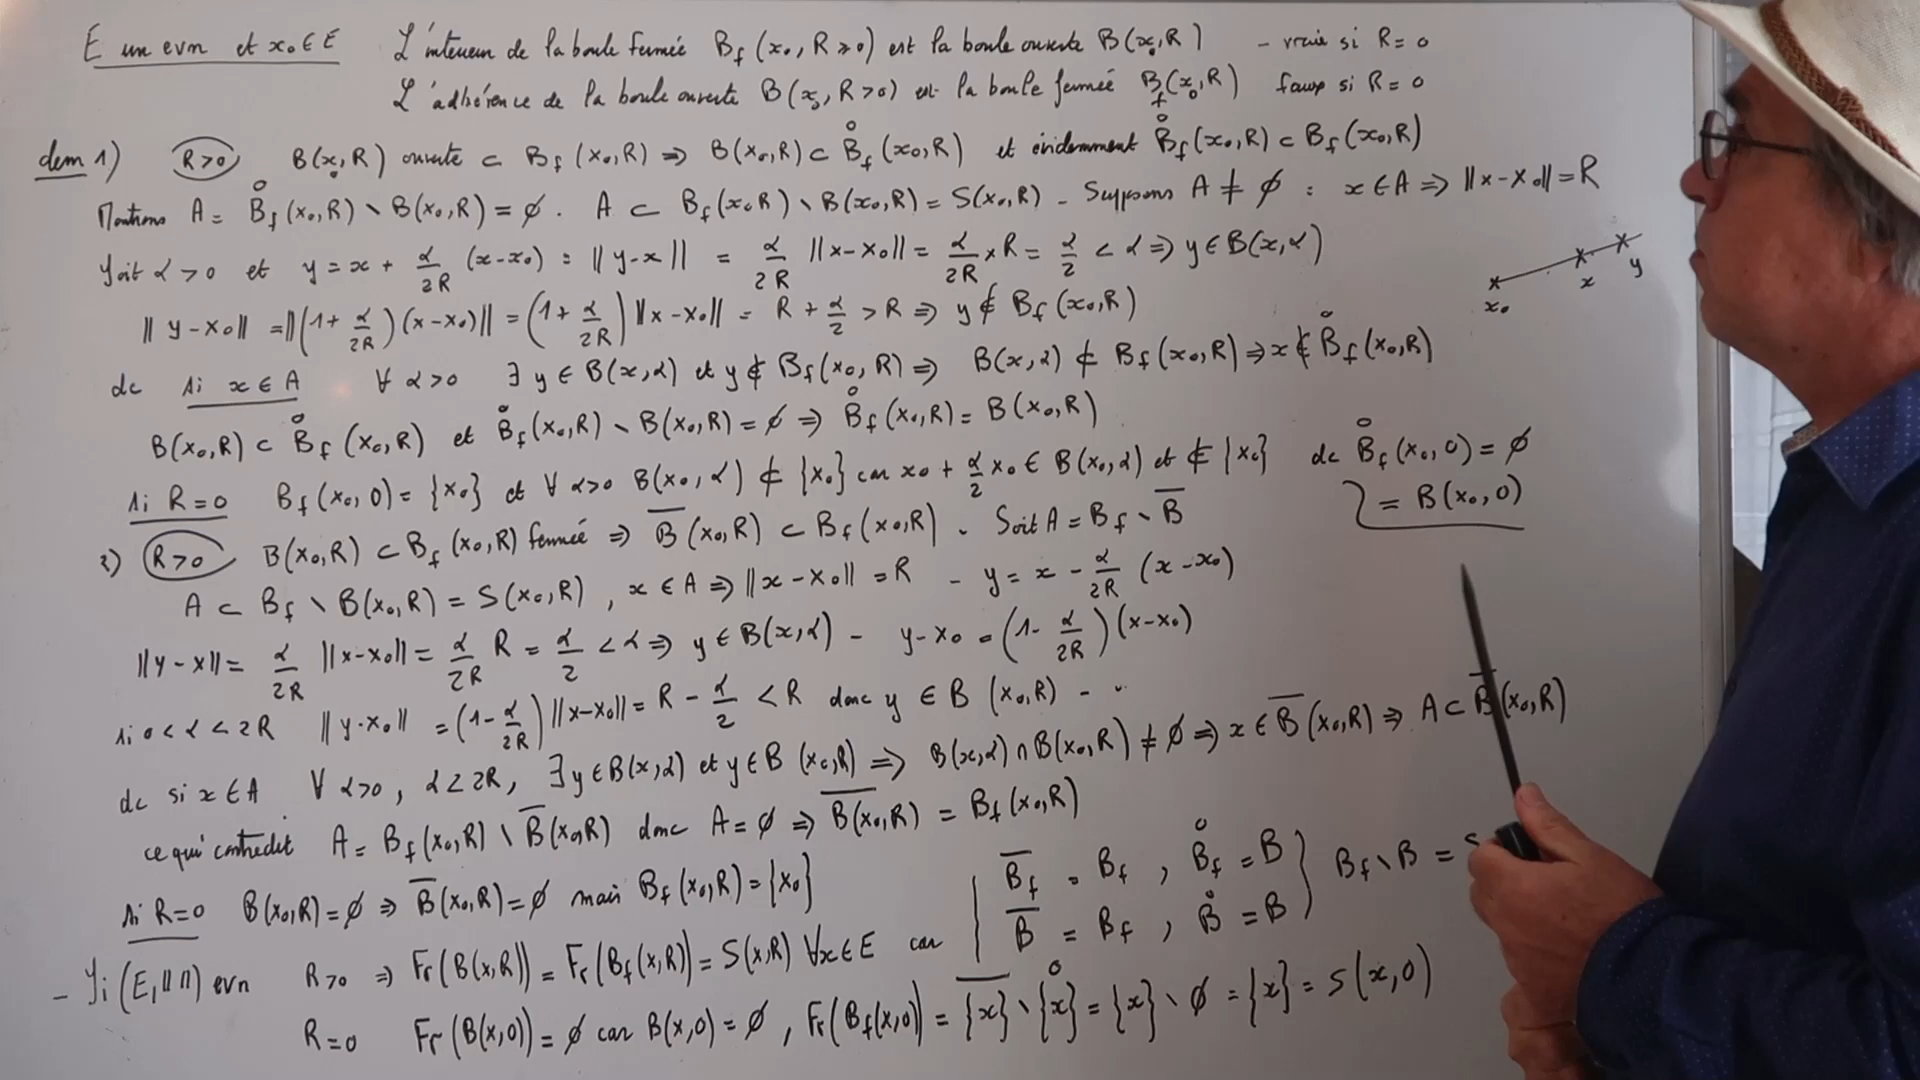 E un evn et x₀ ∈ E L'intérieur de la boule fermée B_f (x₀, R ≥ 0) est la boule ouverte B(x₀, R) – vraie si R = 0
L'adhérence de la boule ouverte B(x₀, R > 0) est la boule fermée B_f(x₀, R) faux si R = 0
dem 1) R>0 B(x₀, R) ouverte ⊂ B_f (x₀, R) ⇒ B(x₀, R) ⊂ B̊_f (x₀, R) et évidemment B̊_f (x₀, R) ⊂ B_f (x₀, R)
Montrons A = B̊_f (x₀, R) \ B(x₀, R) = ∅. A ⊂ B_f (x₀, R) \ B(x₀, R) = S(x₀, R) – Supposons A ≠ ∅ : x ∈ A ⇒ ||x - x₀|| = R
Soit α > 0 et y = x + α/2R (x - x₀) : ||y - x|| = α/2R ||x - x₀|| = α/2R × R = α/2 < α ⇒ y ∈ B(x, α)
x₀ x y
||y - x₀|| = ||(1 + α/2R)(x - x₀)|| = (1 + α/2R) ||x - x₀|| = R + α/2 > R ⇒ y ∉ B_f (x₀, R)
dc si x ∈ A ∀ α > 0 ∃ y ∈ B(x, α) et y ∉ B_f (x₀, R) ⇒ B(x, α) ⊄ B_f (x₀, R) ⇒ x ∉ B̊_f (x₀, R)
B(x₀, R) ⊂ B̊_f (x₀, R) et B̊_f (x₀, R) \ B(x₀, R) = ∅ ⇒ B̊_f (x₀, R) = B(x₀, R)
si R = 0 B_f (x₀, 0) = {x₀} et ∀ α>0 B(x₀, α) ⊄ {x₀} car x₀ + α/2 x₀ ∈ B(x₀, α) et ∉ {x₀} dc B̊_f (x₀, 0) = ∅
= B(x₀, 0)
2) R>0 B(x₀, R) ⊂ B_f (x₀, R) fermée ⇒ B̅ (x₀, R) ⊂ B_f (x₀, R) . Soit A = B_f \ B̅
A ⊂ B_f \ B(x₀, R) = S(x₀, R) , x ∈ A ⇒ ||x - x₀|| = R – y = x - α/2R (x - x₀)
||y - x|| = α/2R ||x - x₀|| = α/2R R = α/2 < α ⇒ y ∈ B(x, α) – y - x₀ = (1 - α/2R)(x - x₀)
si 0 < α < 2R ||y - x₀|| = (1 - α/2R) ||x - x₀|| = R - α/2 < R donc y ∈ B (x₀, R) –
dc si x ∈ A ∀ α>0, α < 2R, ∃ y ∈ B(x, α) et y ∈ B (x₀, R) ⇒ B(x, α) ∩ B(x₀, R) ≠ ∅ ⇒ x ∈ B̅ (x₀, R) ⇒ A ⊂ B̅ (x₀, R)
ce qui contredit A = B_f (x₀, R) \ B̅ (x₀, R) donc A = ∅ ⇒ B̅(x₀, R) = B_f (x₀, R)
si R = 0 B(x₀, R) = ∅ ⇒ B̅ (x₀, R) = ∅ mais B_f (x₀, R) = {x₀}
B̅_f = B_f , B̊_f = B
B̅ = B_f , B̊ = B } B_f \ B = S
– Si (E, || ||) evn R>0 ⇒ Fr(B(x, R)) = Fr(B_f (x, R)) = S(x, R) ∀x ∈ E car
R = 0 Fr(B(x, 0)) = ∅ car B(x, 0) = ∅ , Fr(B_f (x, 0)) = {x}̅ \ {x}̊ = {x} \ ∅ = {x} = S(x, 0)